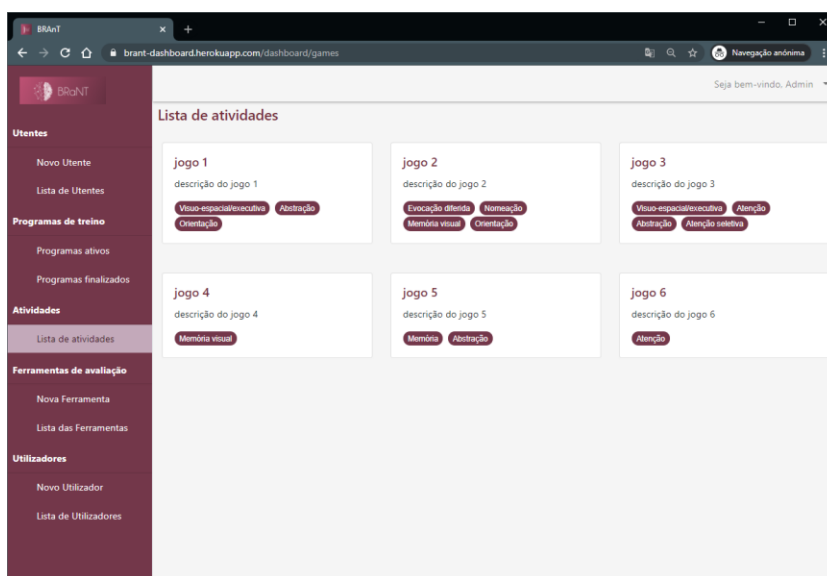 BRAnT
brant-dashboard.herokuapp.com/dashboard/games
Navegação anónima
BRaNT
Seja bem-vindo, Admin
Utentes
Novo Utente
Lista de Utentes
Programas de treino
Programas ativos
Programas finalizados
Atividades
Lista de atividades
Ferramentas de avaliação
Nova Ferramenta
Lista das Ferramentas
Utilizadores
Novo Utilizador
Lista de Utilizadores
Lista de atividades
jogo 1
descrição do jogo 1
Visuo-espacial/executiva Abstração
Orientação
jogo 2
descrição do jogo 2
Evocação diferida Nomeação
Memória visual Orientação
jogo 3
descrição do jogo 3
Visuo-espacial/executiva Atenção
Abstração Atenção seletiva
jogo 4
descrição do jogo 4
Memória visual
jogo 5
descrição do jogo 5
Memória Abstração
jogo 6
descrição do jogo 6
Atenção